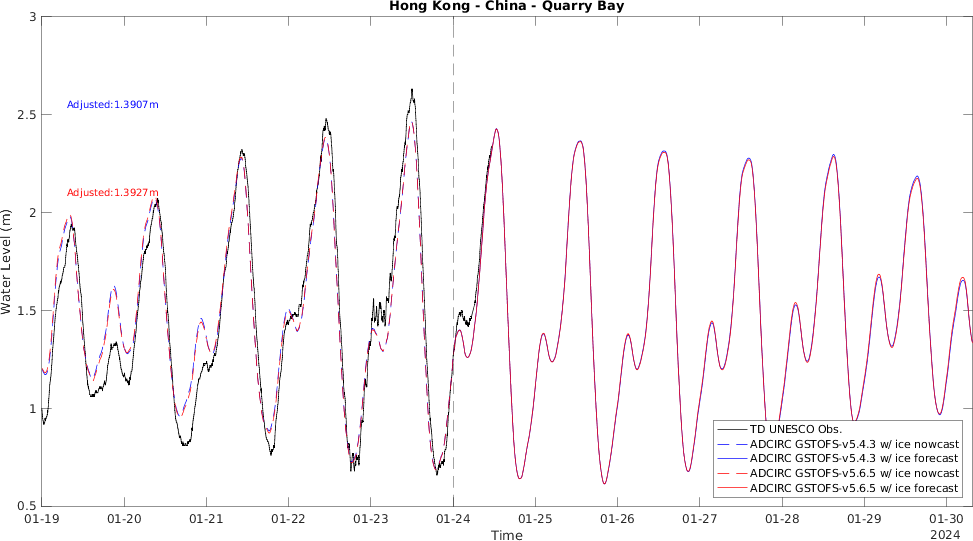 Hong Kong - China - Quarry Bay
3
2.5
2
1.5
1
0.5
Water Level (m)
Adjusted:1.3907m
Adjusted:1.3927m
TD UNESCO Obs.
ADCIRC GSTOFS-v5.4.3 w/ ice nowcast
ADCIRC GSTOFS-v5.4.3 w/ ice forecast
ADCIRC GSTOFS-v5.6.5 w/ ice nowcast
ADCIRC GSTOFS-v5.6.5 w/ ice forecast
01-19 01-20 01-21 01-22 01-23 01-24 01-25 01-26 01-27 01-28 01-29 01-30
2024
Time